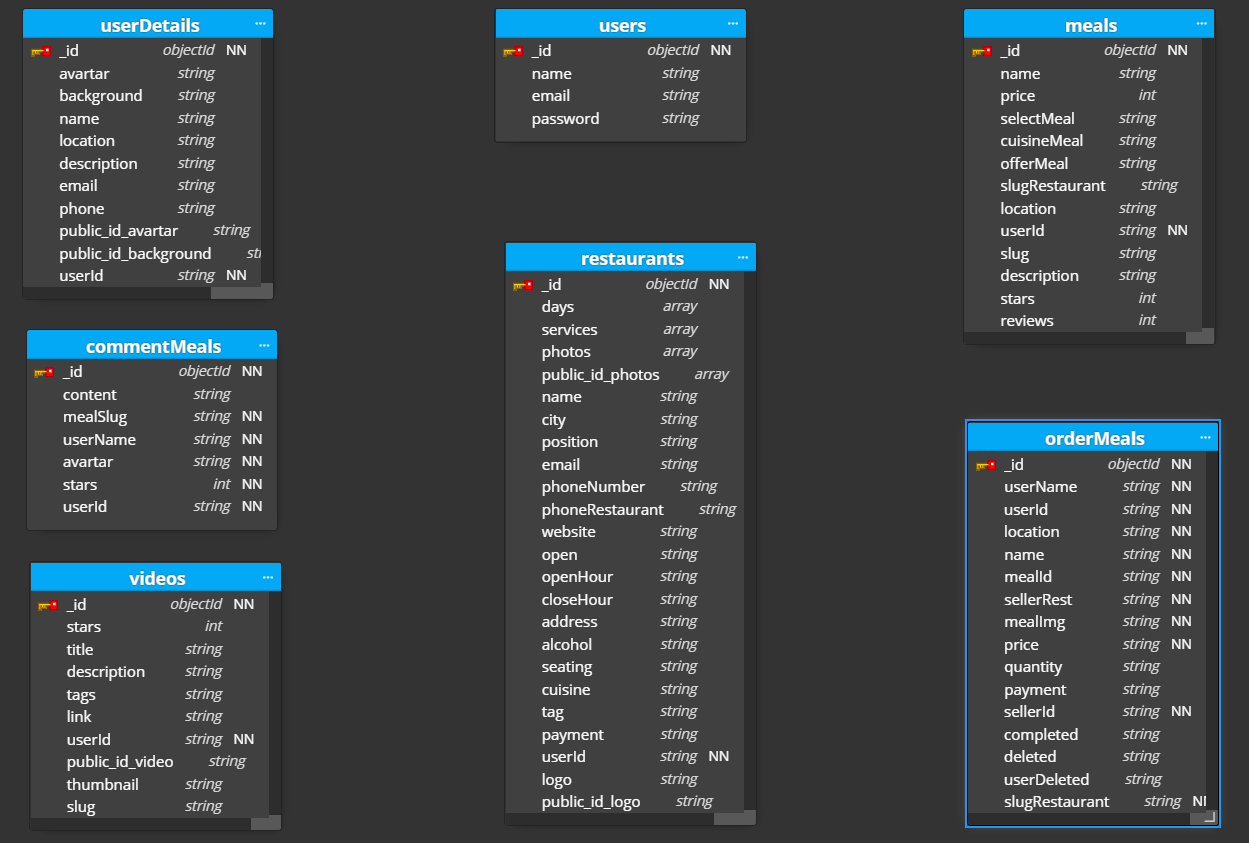 userDetails ...
_id objectId NN
avartar string
background string
name string
location string
description string
email string
phone string
public_id_avartar string
public_id_background
userId string NN
commentMeals ...
_id objectId NN
content string
mealSlug string NN
userName string NN
avartar string NN
stars int NN
userId string NN
videos ...
_id objectId NN
stars int
title string
description string
tags string
link string
userId string NN
public_id_video string
thumbnail string
slug string
users ...
_id objectId NN
name string
email string
password string
restaurants ...
_id objectId NN
days array
services array
photos array
public_id_photos array
name string
city string
position string
email string
phoneNumber string
phoneRestaurant string
website string
open string
openHour string
closeHour string
address string
alcohol string
seating string
cuisine string
tag string
payment string
userId string NN
logo string
public_id_logo string
meals ...
_id objectId NN
name string
price int
selectMeal string
cuisineMeal string
offerMeal string
slugRestaurant string
location string
userId string NN
slug string
description string
stars int
reviews int
orderMeals ...
_id objectId NN
userName string NN
userId string NN
location string NN
name string NN
mealId string NN
sellerRest string NN
mealImg string NN
price string NN
quantity string
payment string
sellerId string NN
completed string
deleted string
userDeleted string
slugRestaurant string